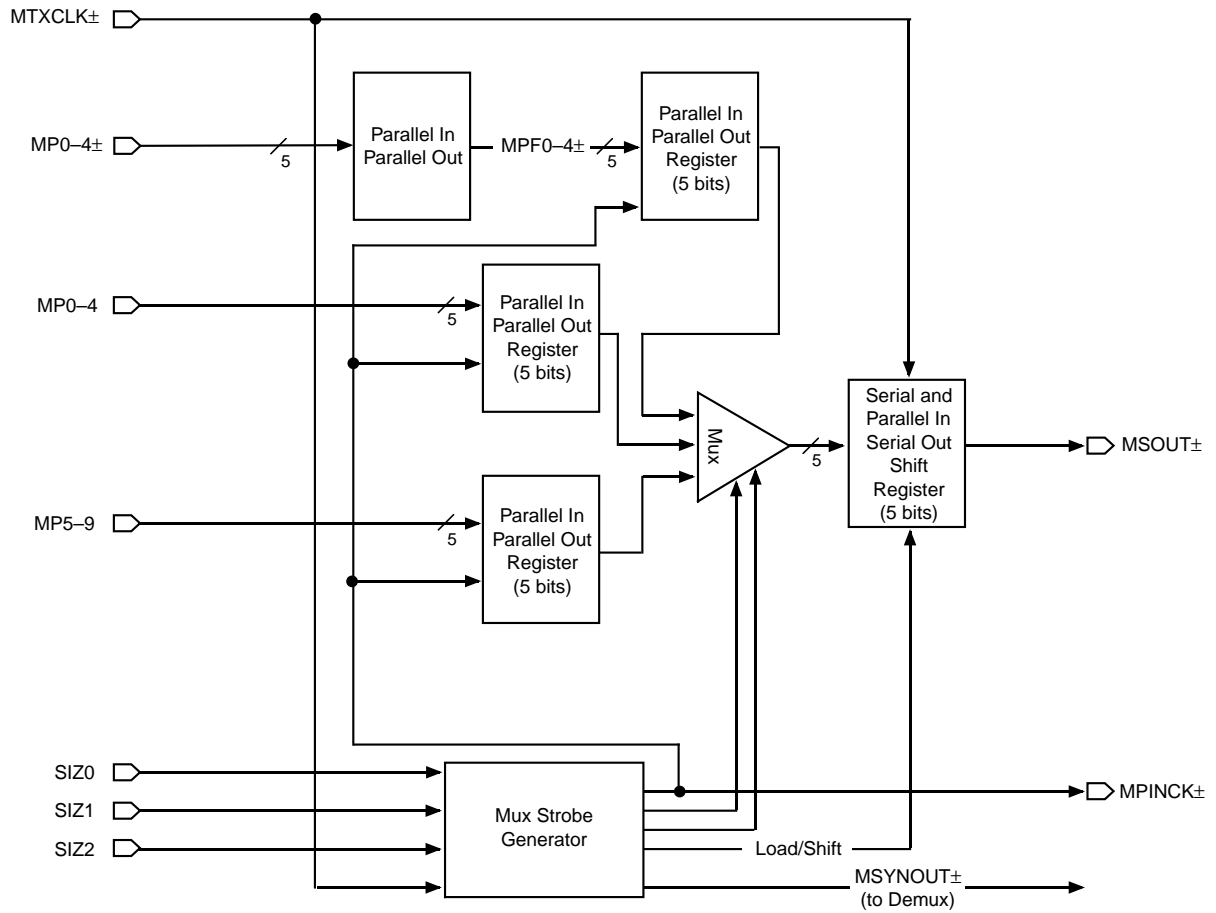 MTXCLK±
MP0–4±
5
Parallel In
Parallel Out
MPF0–4±
5
Parallel In
Parallel Out
Register
(5 bits)
MP0–4
5
Parallel In
Parallel Out
Register
(5 bits)
Mux
5
Serial and
Parallel In
Serial Out
Shift
Register
(5 bits)
MSOUT±
MP5–9
5
Parallel In
Parallel Out
Register
(5 bits)
SIZ0
SIZ1
SIZ2
Mux Strobe
Generator
MPINCK±
Load/Shift
MSYNOUT±
(to Demux)